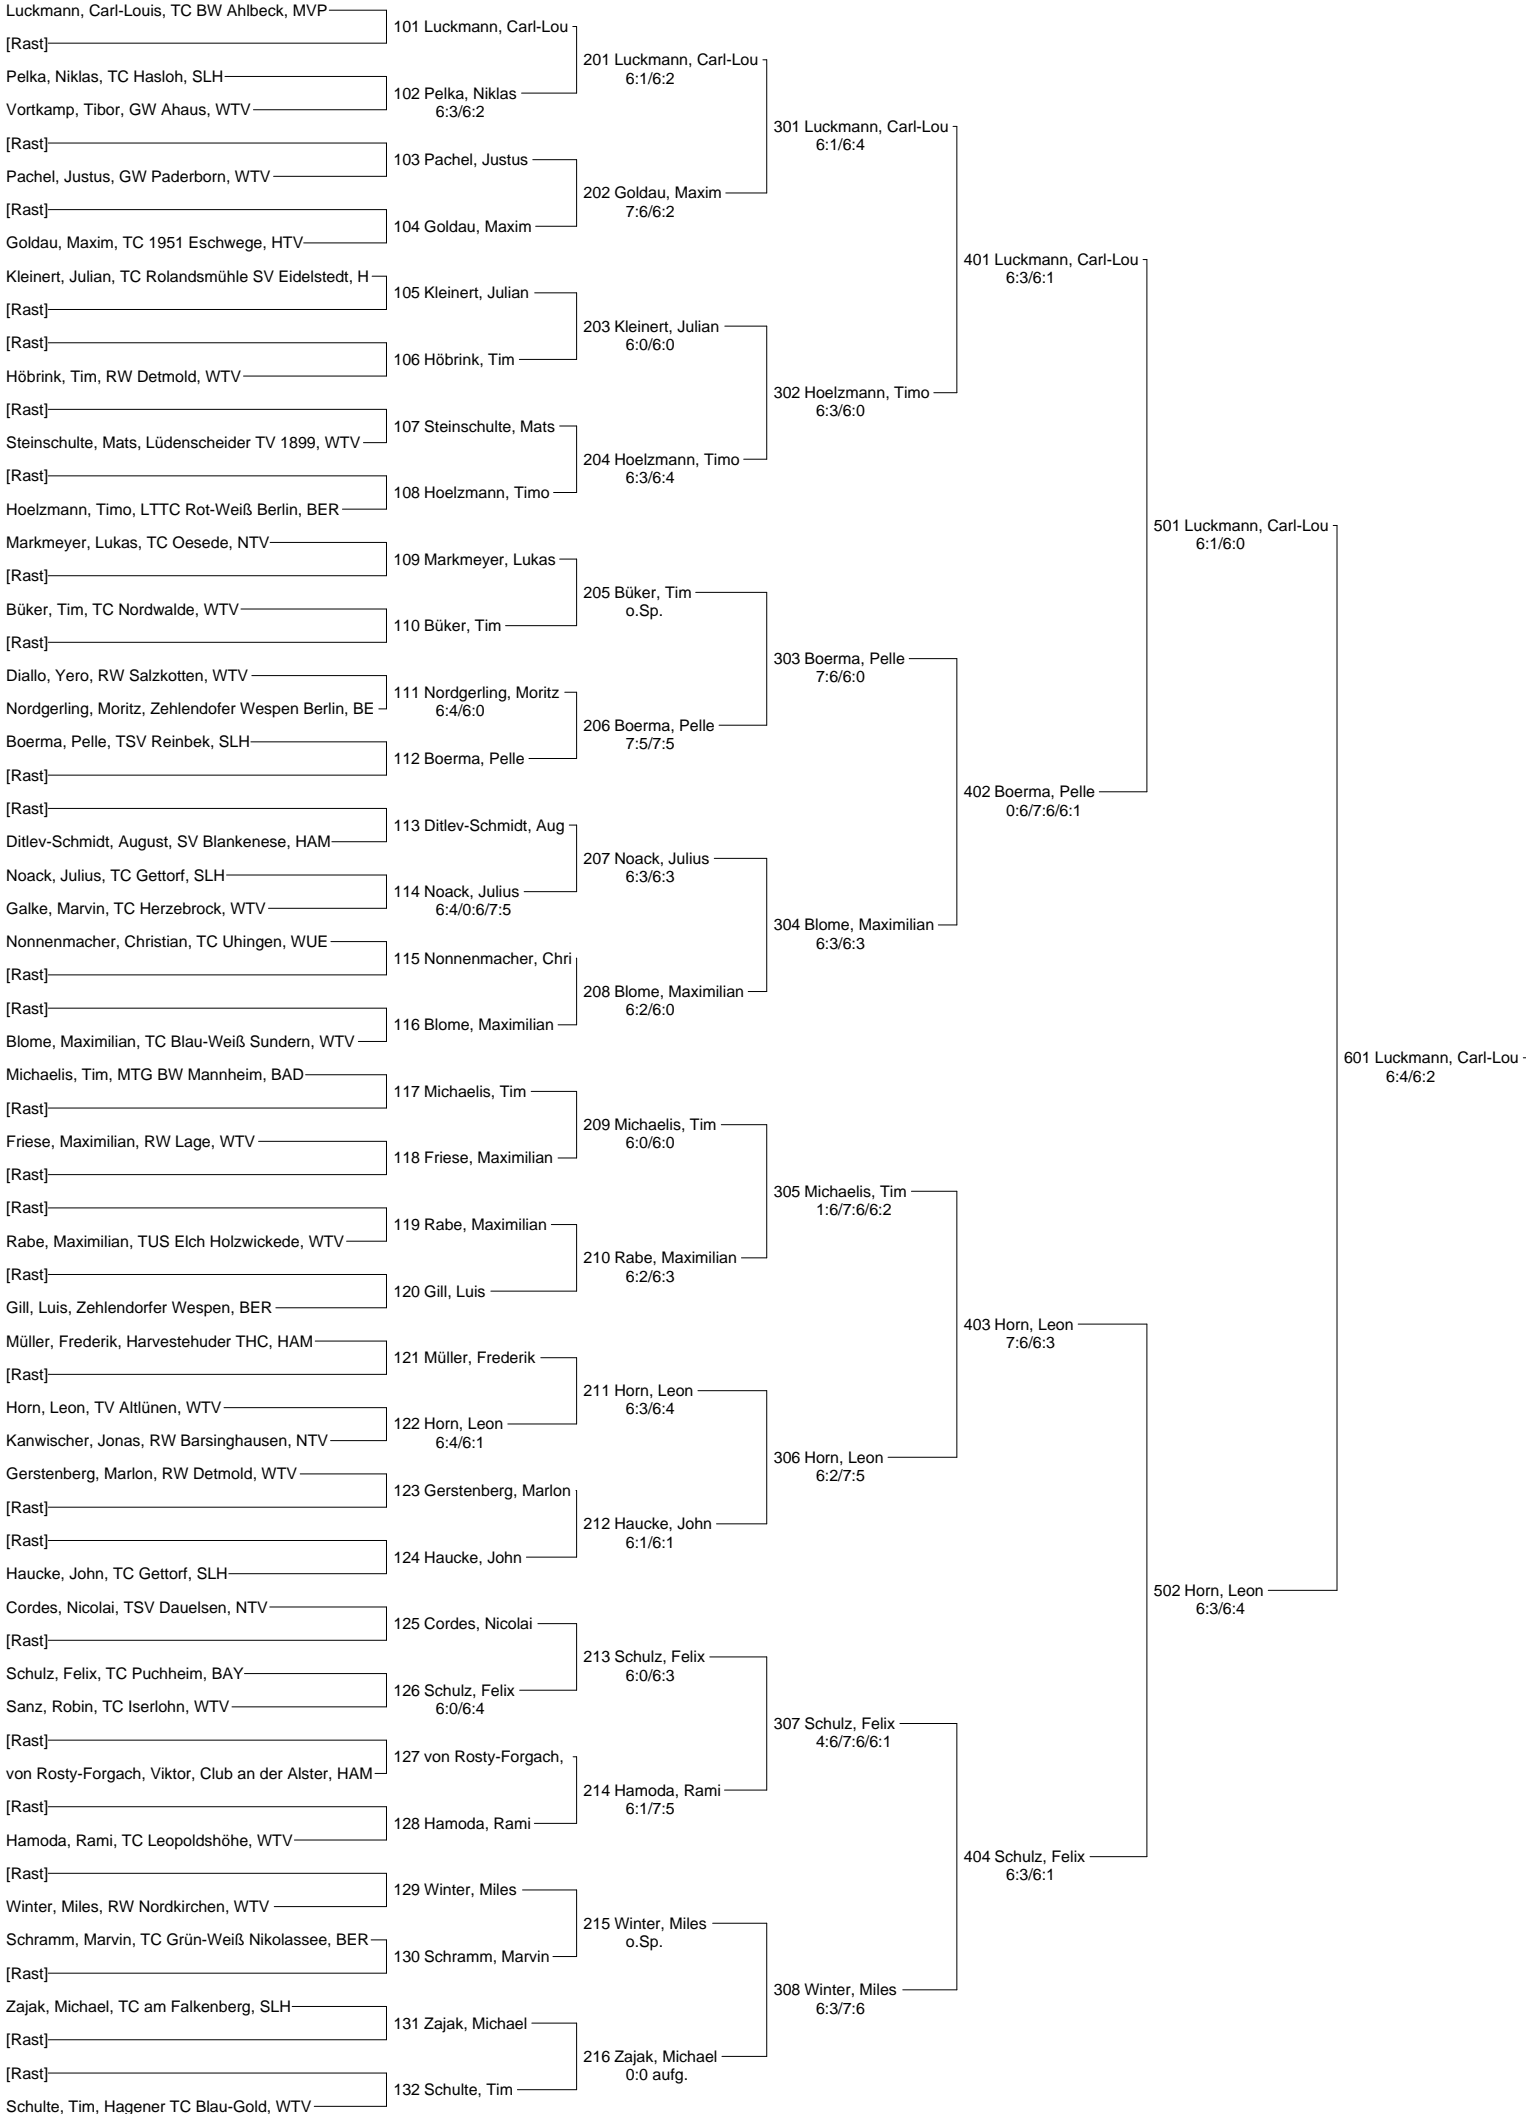 Luckmann, Carl-Louis, TC BW Ahlbeck, MVP
[Rast]
Pelka, Niklas, TC Hasloh, SLH
Vortkamp, Tibor, GW Ahaus, WTV
[Rast]
Pachel, Justus, GW Paderborn, WTV
[Rast]
Goldau, Maxim, TC 1951 Eschwege, HTV
Kleinert, Julian, TC Rolandsmühle SV Eidelstedt, H
[Rast]
[Rast]
Höbrink, Tim, RW Detmold, WTV
[Rast]
Steinschulte, Mats, Lüdenscheider TV 1899, WTV
[Rast]
Hoelzmann, Timo, LTTC Rot-Weiß Berlin, BER
Markmeyer, Lukas, TC Oesede, NTV
[Rast]
Büker, Tim, TC Nordwalde, WTV
[Rast]
Diallo, Yero, RW Salzkotten, WTV
Nordgerling, Moritz, Zehlendofer Wespen Berlin, BE
Boerma, Pelle, TSV Reinbek, SLH
[Rast]
[Rast]
Ditlev-Schmidt, August, SV Blankenese, HAM
Noack, Julius, TC Gettorf, SLH
Galke, Marvin, TC Herzebrock, WTV
Nonnenmacher, Christian, TC Uhingen, WUE
[Rast]
[Rast]
Blome, Maximilian, TC Blau-Weiß Sundern, WTV
Michaelis, Tim, MTG BW Mannheim, BAD
[Rast]
Friese, Maximilian, RW Lage, WTV
[Rast]
[Rast]
Rabe, Maximilian, TUS Elch Holzwickede, WTV
[Rast]
Gill, Luis, Zehlendorfer Wespen, BER
Müller, Frederik, Harvestehuder THC, HAM
[Rast]
Horn, Leon, TV Altlünen, WTV
Kanwischer, Jonas, RW Barsinghausen, NTV
Gerstenberg, Marlon, RW Detmold, WTV
[Rast]
[Rast]
Haucke, John, TC Gettorf, SLH
Cordes, Nicolai, TSV Dauelsen, NTV
[Rast]
Schulz, Felix, TC Puchheim, BAY
Sanz, Robin, TC Iserlohn, WTV
[Rast]
von Rosty-Forgach, Viktor, Club an der Alster, HAM
[Rast]
Hamoda, Rami, TC Leopoldshöhe, WTV
[Rast]
Winter, Miles, RW Nordkirchen, WTV
Schramm, Marvin, TC Grün-Weiß Nikolassee, BER
[Rast]
Zajak, Michael, TC am Falkenberg, SLH
[Rast]
[Rast]
Schulte, Tim, Hagener TC Blau-Gold, WTV
101 Luckmann, Carl-Lou
102 Pelka, Niklas
6:3/6:2
103 Pachel, Justus
104 Goldau, Maxim
105 Kleinert, Julian
106 Höbrink, Tim
107 Steinschulte, Mats
108 Hoelzmann, Timo
109 Markmeyer, Lukas
110 Büker, Tim
111 Nordgerling, Moritz
6:4/6:0
112 Boerma, Pelle
113 Ditlev-Schmidt, Aug
114 Noack, Julius
6:4/0:6/7:5
115 Nonnenmacher, Chri
116 Blome, Maximilian
117 Michaelis, Tim
118 Friese, Maximilian
119 Rabe, Maximilian
120 Gill, Luis
121 Müller, Frederik
122 Horn, Leon
6:4/6:1
123 Gerstenberg, Marlon
124 Haucke, John
125 Cordes, Nicolai
126 Schulz, Felix
6:0/6:4
127 von Rosty-Forgach,
128 Hamoda, Rami
129 Winter, Miles
130 Schramm, Marvin
131 Zajak, Michael
132 Schulte, Tim
201 Luckmann, Carl-Lou
6:1/6:2
202 Goldau, Maxim
7:6/6:2
203 Kleinert, Julian
6:0/6:0
204 Hoelzmann, Timo
6:3/6:4
205 Büker, Tim
o.Sp.
206 Boerma, Pelle
7:5/7:5
207 Noack, Julius
6:3/6:3
208 Blome, Maximilian
6:2/6:0
209 Michaelis, Tim
6:0/6:0
210 Rabe, Maximilian
6:2/6:3
211 Horn, Leon
6:3/6:4
212 Haucke, John
6:1/6:1
213 Schulz, Felix
6:0/6:3
214 Hamoda, Rami
6:1/7:5
215 Winter, Miles
o.Sp.
216 Zajak, Michael
0:0 aufg.
301 Luckmann, Carl-Lou
6:1/6:4
302 Hoelzmann, Timo
6:3/6:0
303 Boerma, Pelle
7:6/6:0
304 Blome, Maximilian
6:3/6:3
305 Michaelis, Tim
1:6/7:6/6:2
306 Horn, Leon
6:2/7:5
307 Schulz, Felix
4:6/7:6/6:1
308 Winter, Miles
6:3/7:6
401 Luckmann, Carl-Lou
6:3/6:1
402 Boerma, Pelle
0:6/7:6/6:1
403 Horn, Leon
7:6/6:3
404 Schulz, Felix
6:3/6:1
501 Luckmann, Carl-Lou
6:1/6:0
502 Horn, Leon
6:3/6:4
601 Luckmann, Carl-Lou
6:4/6:2